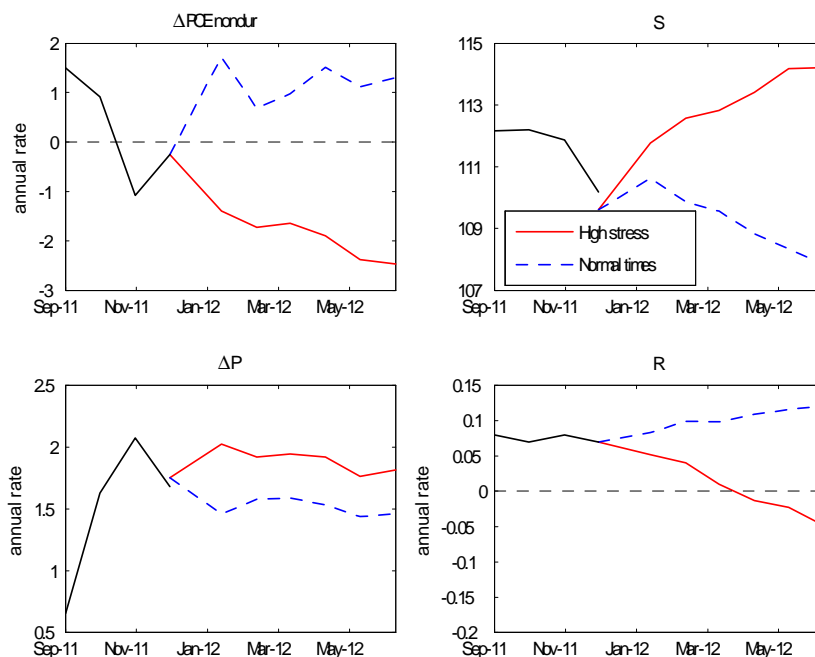 Δ PCE nondur
annual rate
2
1
0
-1
-2
-3
Sep-11 Nov-11 Jan-12 Mar-12 May-12
S
115
113
111
109
107
High stress
Normal times
Sep-11 Nov-11 Jan-12 Mar-12 May-12
Δ P
annual rate
2.5
2
1.5
1
0.5
Sep-11 Nov-11 Jan-12 Mar-12 May-12
R
annual rate
0.15
0.1
0.05
0
-0.05
-0.1
-0.15
-0.2
Sep-11 Nov-11 Jan-12 Mar-12 May-12